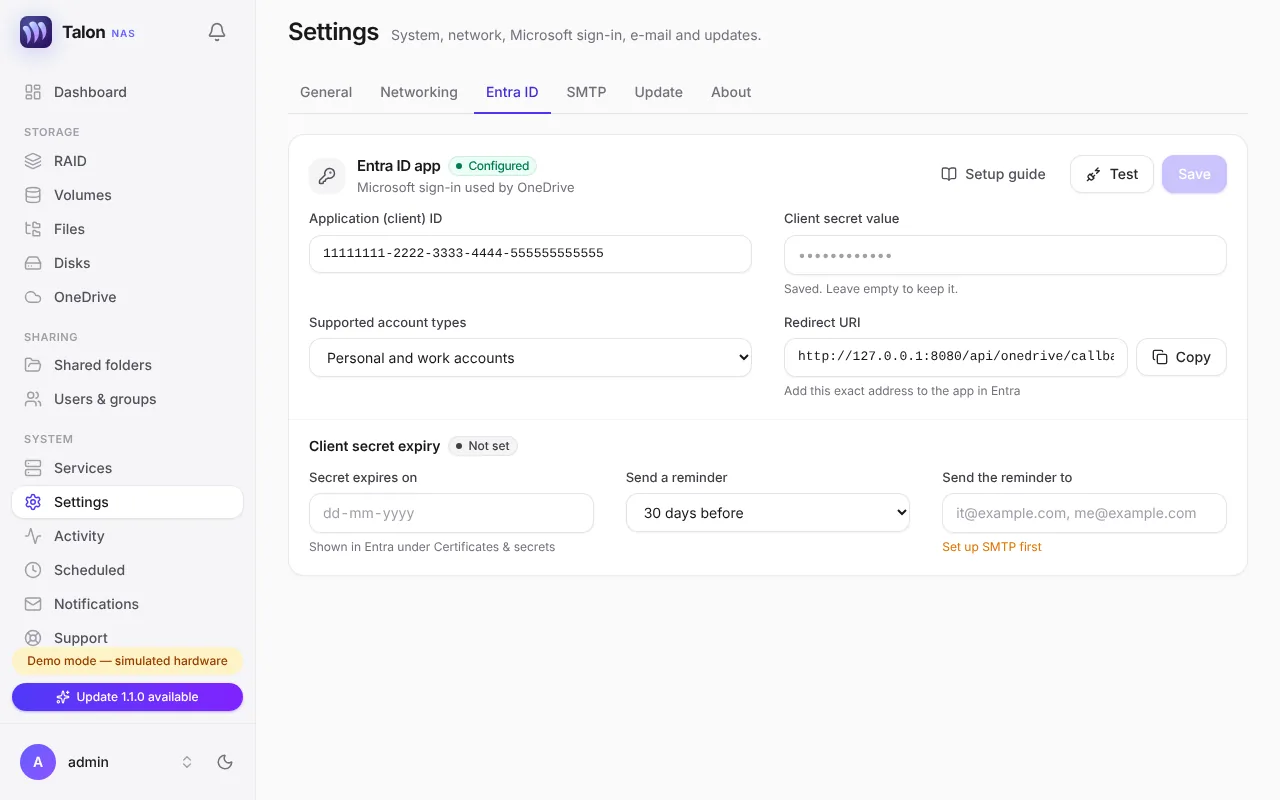 Talon NAS
Dashboard
STORAGE
RAID
Volumes
Files
Disks
OneDrive
SHARING
Shared folders
Users & groups
SYSTEM
Services
Settings
Activity
Scheduled
Notifications
Support
Demo mode — simulated hardware
Update 1.1.0 available
A admin
Settings System, network, Microsoft sign-in, e-mail and updates.
General Networking Entra ID SMTP Update About
Entra ID app Configured
Microsoft sign-in used by OneDrive
Setup guide Test Save
Application (client) ID
11111111-2222-3333-4444-555555555555
Client secret value
••••••••••••
Saved. Leave empty to keep it.
Supported account types
Personal and work accounts
Redirect URI
http://127.0.0.1:8080/api/onedrive/callba
Copy
Add this exact address to the app in Entra
Client secret expiry Not set
Secret expires on
dd-mm-yyyy
Shown in Entra under Certificates & secrets
Send a reminder
30 days before
Send the reminder to
it@example.com, me@example.com
Set up SMTP first